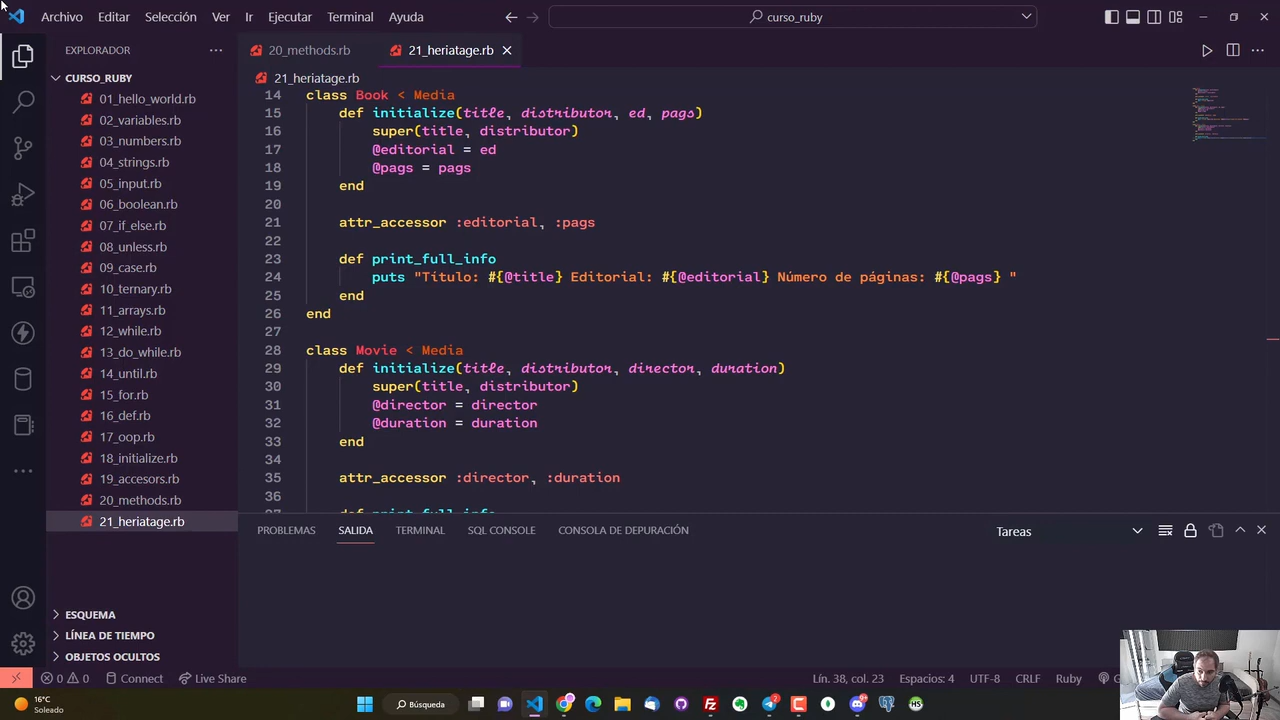 Archivo Editar Selección Ver Ir Ejecutar Terminal Ayuda
curso_ruby
EXPLORADOR
CURSO_RUBY
01_hello_world.rb
02_variables.rb
03_numbers.rb
04_strings.rb
05_input.rb
06_boolean.rb
07_if_else.rb
08_unless.rb
09_case.rb
10_ternary.rb
11_arrays.rb
12_while.rb
13_do_while.rb
14_until.rb
15_for.rb
16_def.rb
17_oop.rb
18_initialize.rb
19_accesors.rb
20_methods.rb
21_heriatage.rb
ESQUEMA
LÍNEA DE TIEMPO
OBJETOS OCULTOS
20_methods.rb 21_heriatage.rb
21_heriatage.rb
14 class Book < Media
15 def initialize(title, distributor, ed, pags)
16 super(title, distributor)
17 @editorial = ed
18 @pags = pags
19 end
20
21 attr_accessor :editorial, :pags
22
23 def print_full_info
24 puts "Titulo: #{@title} Editorial: #{@editorial} Número de páginas: #{@pags} "
25 end
26 end
27
28 class Movie < Media
29 def initialize(title, distributor, director, duration)
30 super(title, distributor)
31 @director = director
32 @duration = duration
33 end
34
35 attr_accessor :director, :duration
36
37 def print_full_info
PROBLEMAS SALIDA TERMINAL SQL CONSOLE CONSOLA DE DEPURACIÓN Tareas
0 0 Connect Live Share Lín. 38, col. 23 Espacios: 4 UTF-8 CRLF Ruby
16°C
Soleado
Búsqueda